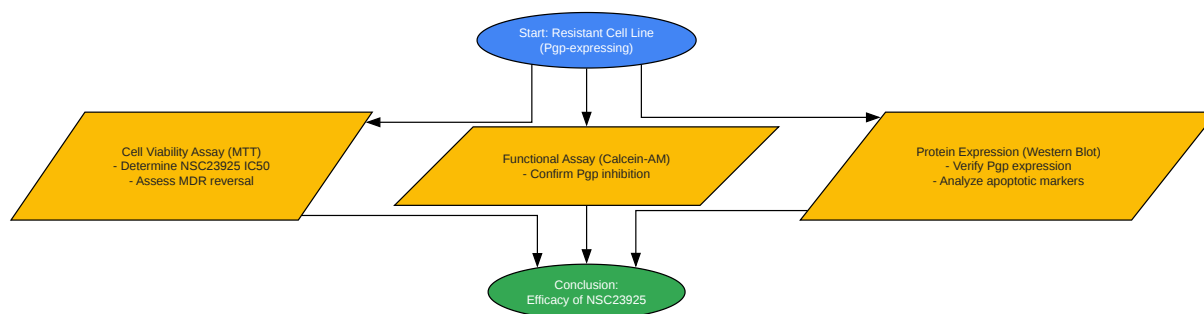 Start: Resistant Cell Line
(Pgp-expressing)
Cell Viability Assay (MTT)
- Determine NSC23925 IC50
- Assess MDR reversal
Functional Assay (Calcein-AM)
- Confirm Pgp inhibition
Protein Expression (Western Blot)
- Verify Pgp expression
- Analyze apoptotic markers
Conclusion:
Efficacy of NSC23925